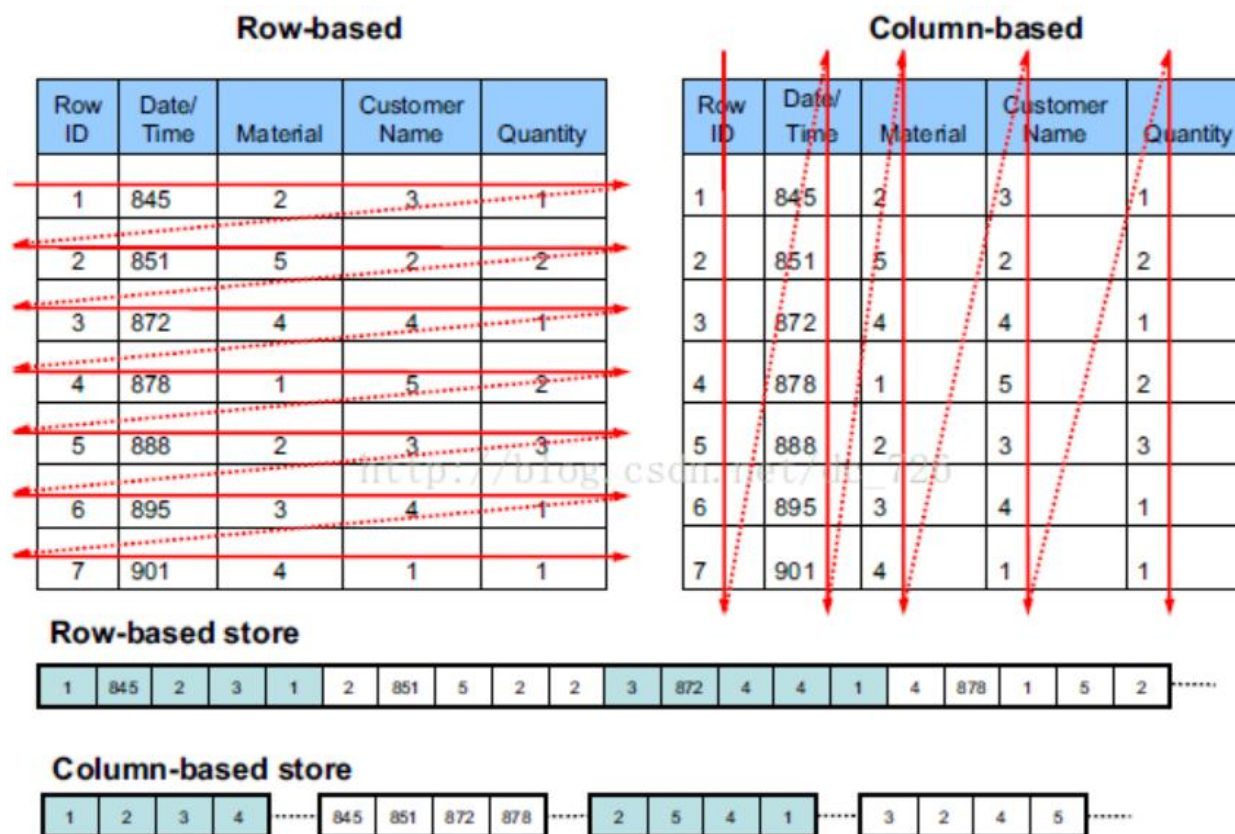 Row-based
Column-based
Row ID Date/ Time Material Customer Name Quantity
1 845 2 3 1
2 851 5 2 2
3 872 4 4 1
4 878 1 5 2
5 888 2 3 3
6 895 3 4 1
7 901 4 1 1
Row ID Date/ Time Material Customer Name Quantity
1 845 2 3 1
2 851 5 2 2
3 872 4 4 1
4 878 1 5 2
5 888 2 3 3
6 895 3 4 1
7 901 4 1 1
Row-based store
1 845 2 3 1 2 851 5 2 2 3 872 4 4 1 4 878 1 5 2
Column-based store
1 2 3 4 845 851 872 878 2 5 4 1 3 2 4 5